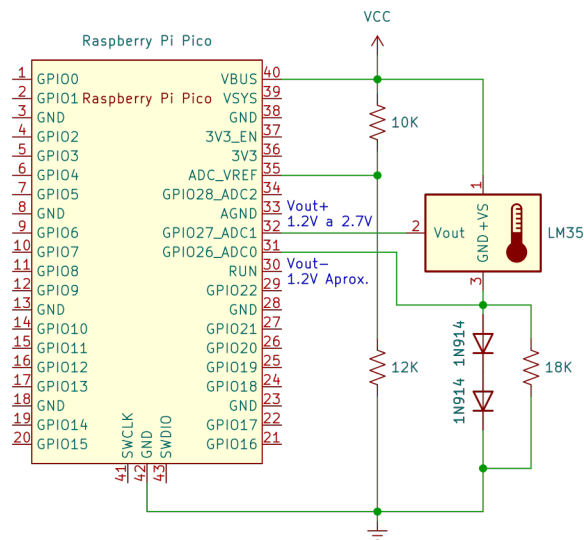 VCC
Raspberry Pi Pico
1 GPIO0 VBUS 40
2 GPIO1 Raspberry Pi Pico VSYS 39
3 GND GND 38
4 GPIO2 3V3_EN 37
5 GPIO3 3V3 36
6 GPIO4 ADC_VREF 35
7 GPIO5 GPIO28_ADC2 34
8 GND AGND 33
9 GPIO6 GPIO27_ADC1 32
10 GPIO7 GPIO26_ADC0 31
11 GPIO8 RUN 30
12 GPIO9 GPIO22 29
13 GND GND 28
14 GPIO10 GPIO21 27
15 GPIO11 GPIO20 26
16 GPIO12 GPIO19 25
17 GPIO13 GPIO18 24
18 GND GND 23
19 GPIO14 GPIO17 22
20 GPIO15 GPIO16 21
SWCLK
GND
SWDIO
41
42
43
Vout+
1.2V a 2.7V
Vout-
1.2V Aprox.
10K
12K
1
2 Vout
GND
+VS
3
LM35
1N914
1N914
18K